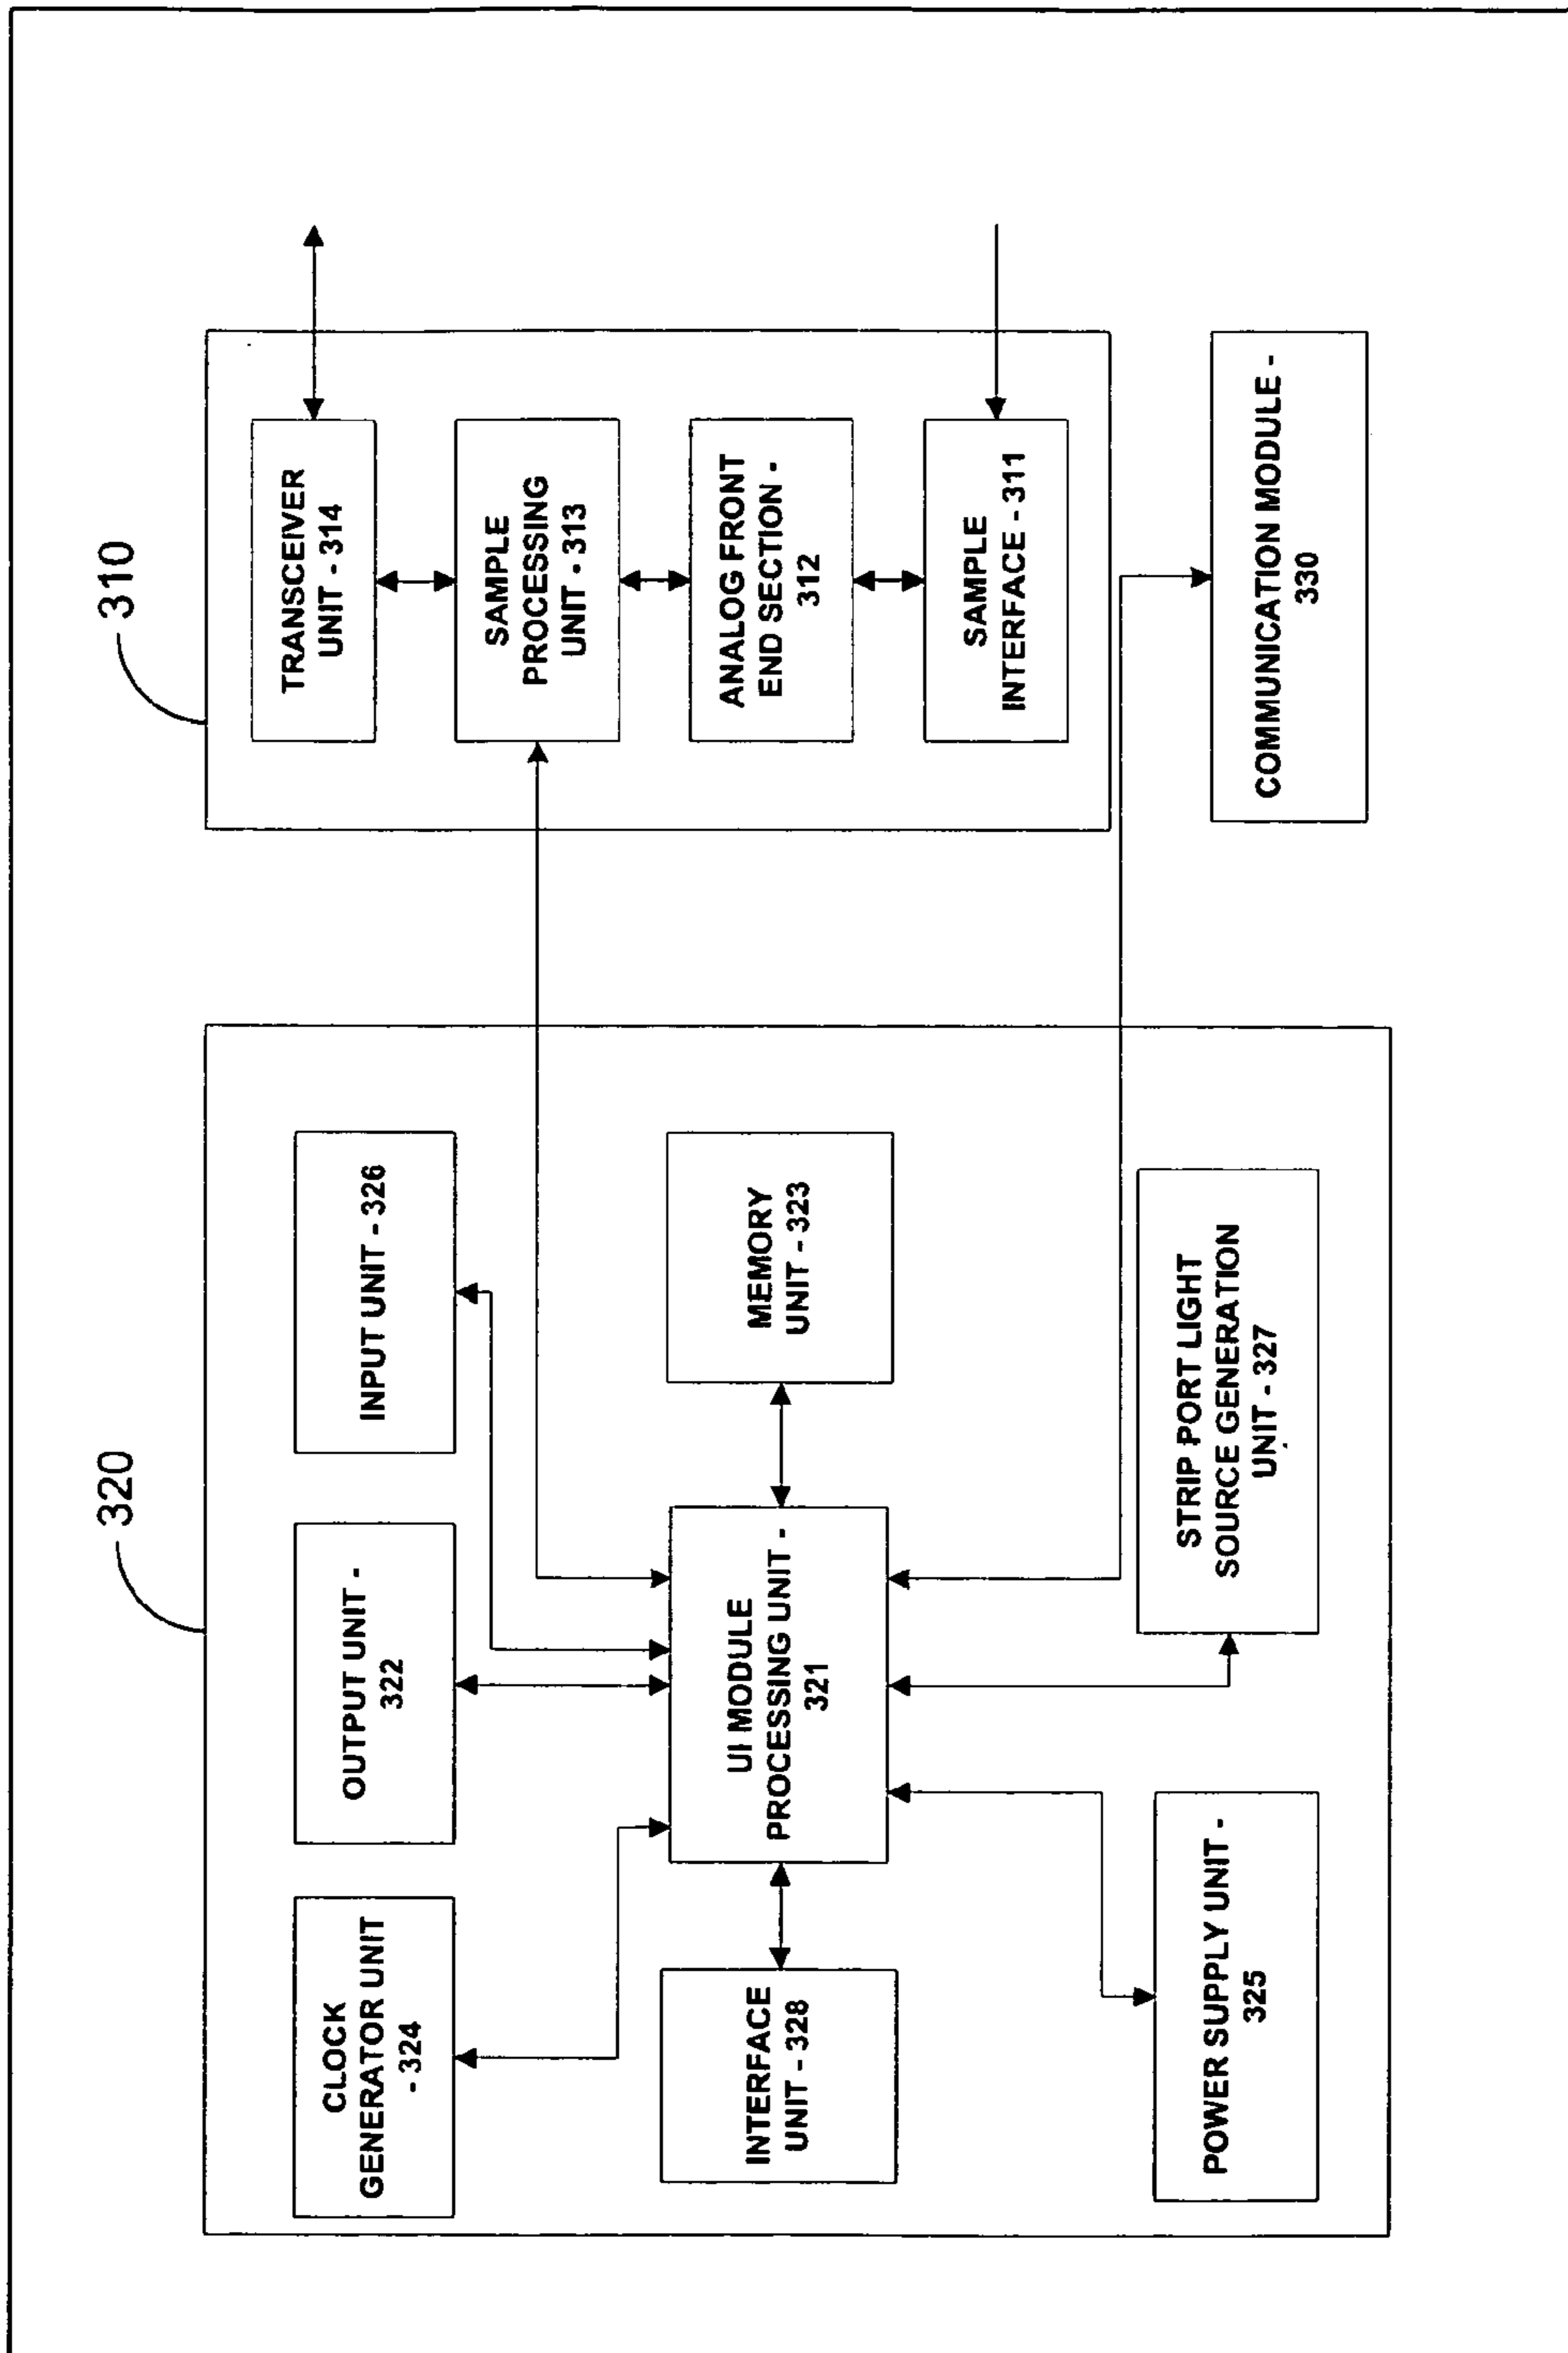 320
310
CLOCK
GENERATOR UNIT
- 324
OUTPUT UNIT -
322
INPUT UNIT - 326
TRANSCEIVER
UNIT - 314
SAMPLE
PROCESSING
UNIT - 313
INTERFACE
UNIT - 328
UI MODULE
PROCESSING UNIT -
321
MEMORY
UNIT - 323
ANALOG FRONT
END SECTION -
312
SAMPLE
INTERFACE - 311
POWER SUPPLY UNIT -
325
STRIP PORT LIGHT
SOURCE GENERATION
UNIT - 327
COMMUNICATION MODULE -
330